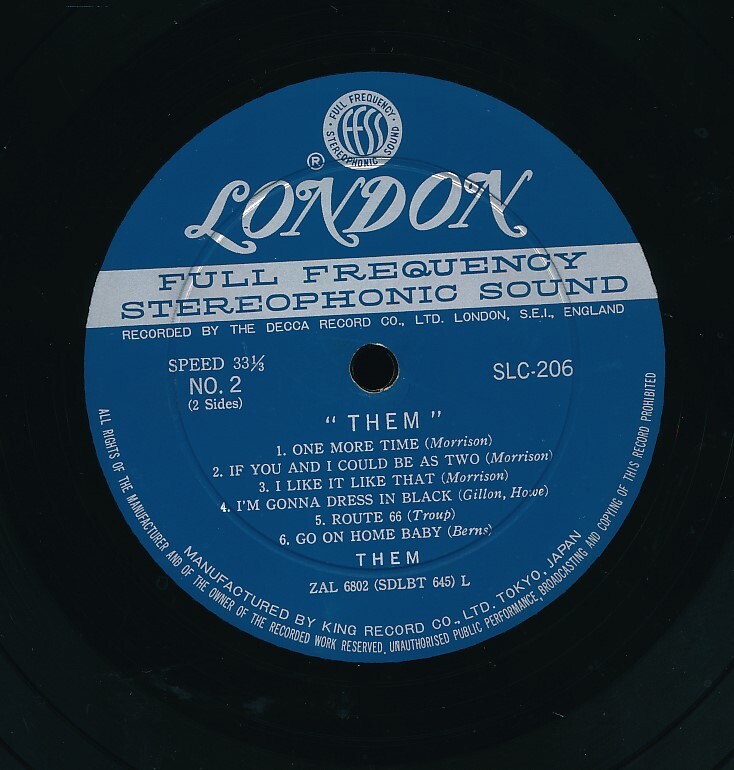 FULL FREQUENCY
FFSS
STEREOPHONIC SOUND
®
LONDON
FULL FREQUENCY
STEREOPHONIC SOUND
RECORDED BY THE DECCA RECORD CO., LTD. LONDON, S.E.I., ENGLAND
SPEED 33⅓
NO. 2
(2 Sides)
SLC-206
“ THEM ”
1. ONE MORE TIME (Morrison)
2. IF YOU AND I COULD BE AS TWO (Morrison)
3. I LIKE IT LIKE THAT (Morrison)
4. I'M GONNA DRESS IN BLACK (Gillon, Howe)
5. ROUTE 66 (Troup)
6. GO ON HOME BABY (Berns)
THEM
ZAL 6802 (SDLBT 645) L
MANUFACTURED BY KING RECORD CO., LTD. TOKYO, JAPAN
ALL RIGHTS OF THE MANUFACTURER AND OF THE OWNER OF THE RECORDED WORK RESERVED. UNAUTHORISED PUBLIC PERFORMANCE, BROADCASTING AND COPYING OF THIS RECORD PROHIBITED